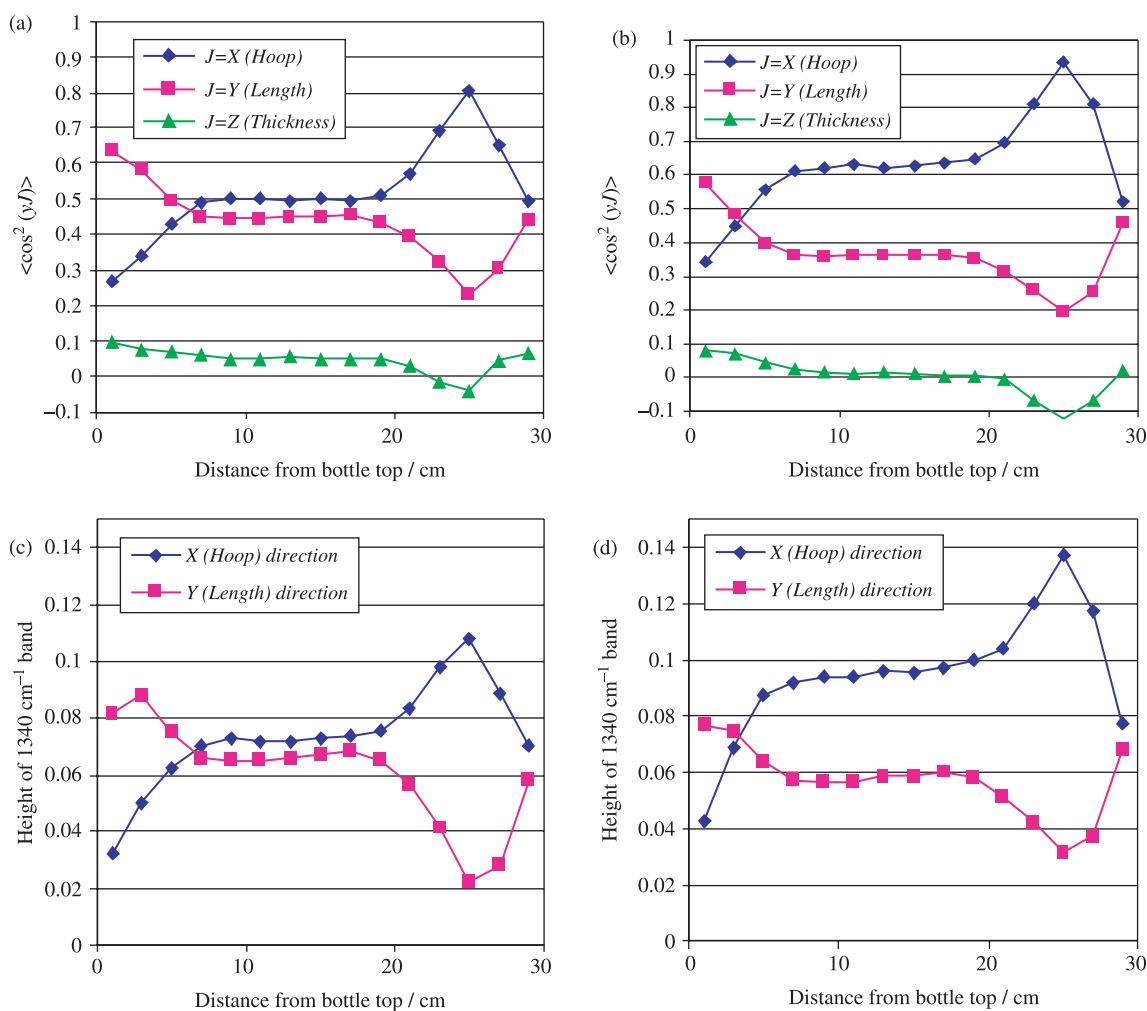 (a)
1
0.9
0.8
0.7
0.6
0.5
0.4
0.3
0.2
0.1
0
−0.1
<cos² (yJ)>
J=X (Hoop)
J=Y (Length)
J=Z (Thickness)
0 10 20 30
Distance from bottle top / cm
(b)
1
0.9
0.8
0.7
0.6
0.5
0.4
0.3
0.2
0.1
0
−0.1
<cos² (yJ)>
J=X (Hoop)
J=Y (Length)
J=Z (Thickness)
0 10 20 30
Distance from bottle top / cm
(c)
0.14
0.12
0.1
0.08
0.06
0.04
0.02
0
Height of 1340 cm⁻¹ band
X (Hoop) direction
Y (Length) direction
0 10 20 30
Distance from bottle top / cm
(d)
0.14
0.12
0.1
0.08
0.06
0.04
0.02
0
Height of 1340 cm⁻¹ band
X (Hoop) direction
Y (Length) direction
0 10 20 30
Distance from bottle top / cm